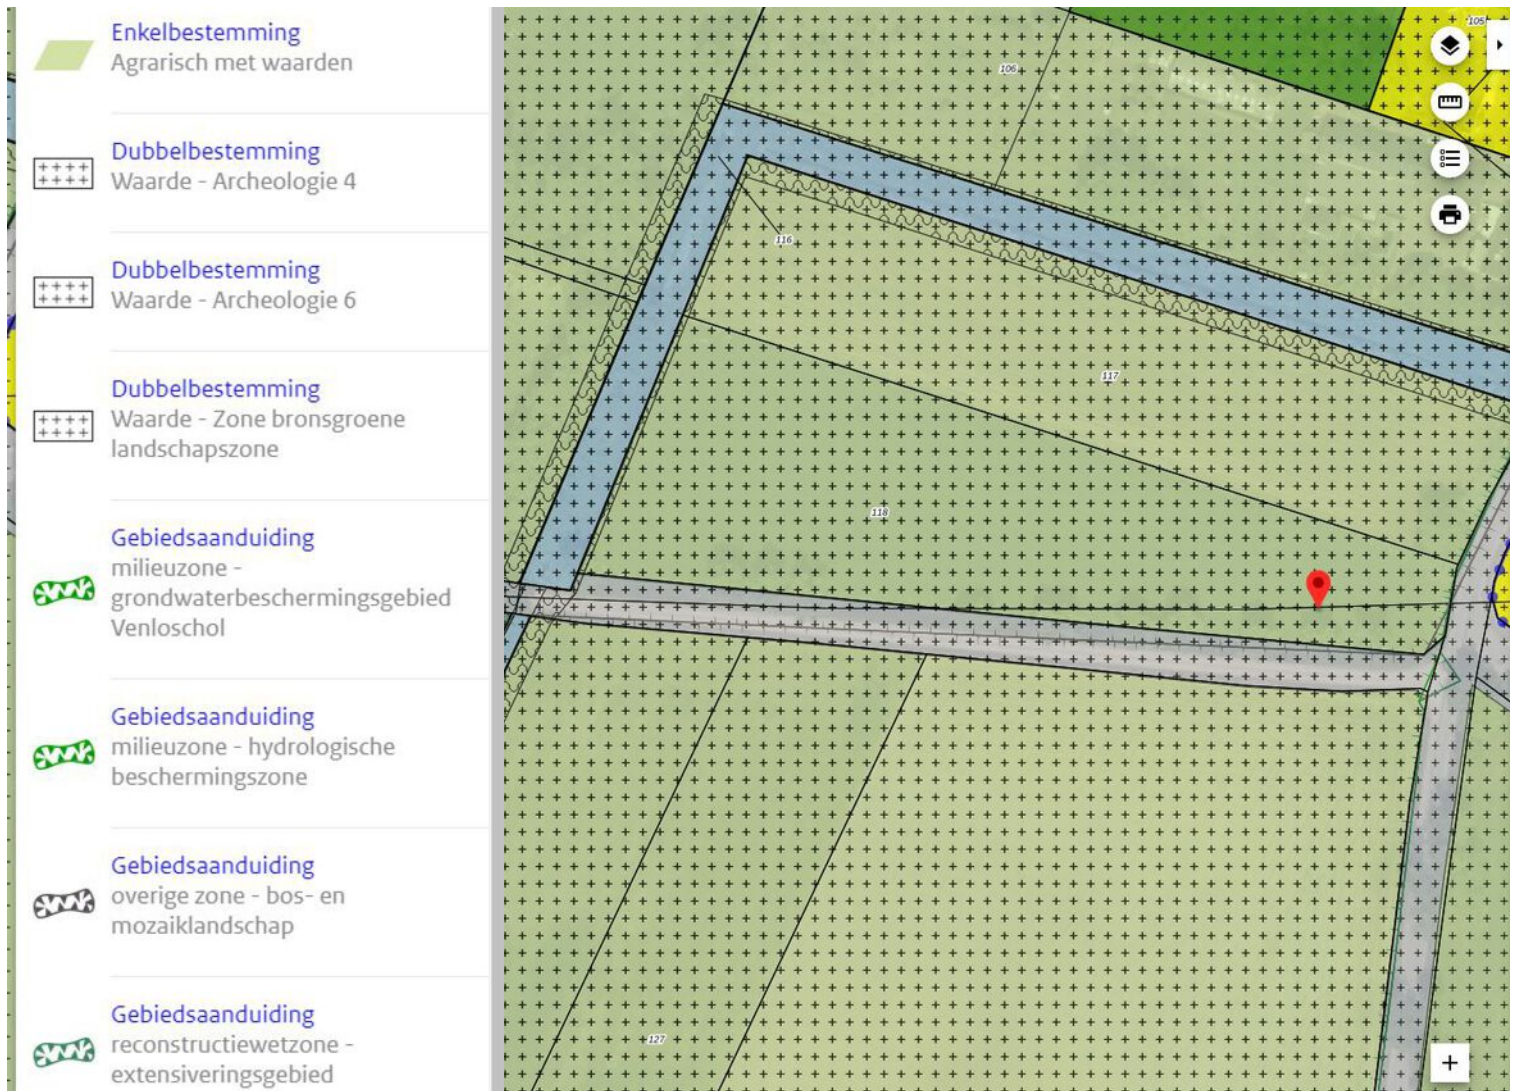 Enkelbestemming
Agrarisch met waarden
Dubbelbestemming
Waarde - Archeologie 4
Dubbelbestemming
Waarde - Archeologie 6
Dubbelbestemming
Waarde - Zone bronsgroene
landschapszone
Gebiedsaanduiding
milieuzone -
grondwaterbeschermingsgebied
Venloschol
Gebiedsaanduiding
milieuzone - hydrologische
beschermingszone
Gebiedsaanduiding
overige zone - bos- en
mozaiklandschap
Gebiedsaanduiding
reconstructiewetzone -
extensiveringsgebied
105
106
116
117
118
127